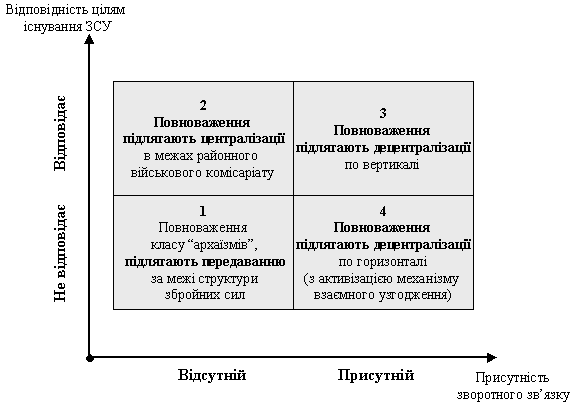 Відповідність цілям
існування ЗСУ
Відповідає
Не відповідає
2
Повноваження
підлягають централізації
в межах районного
військового комісаріату
3
Повноваження
підлягають децентралізації
по вертикалі
1
Повноваження
класу “архаїзмів”,
підлягають передаванню
за межі структури
збройних сил
4
Повноваження
підлягають децентралізації
по горизонталі
(з активізацією механізму
взаємного узгодження)
Відсутній
Присутній
Присутність
зворотного зв’язку